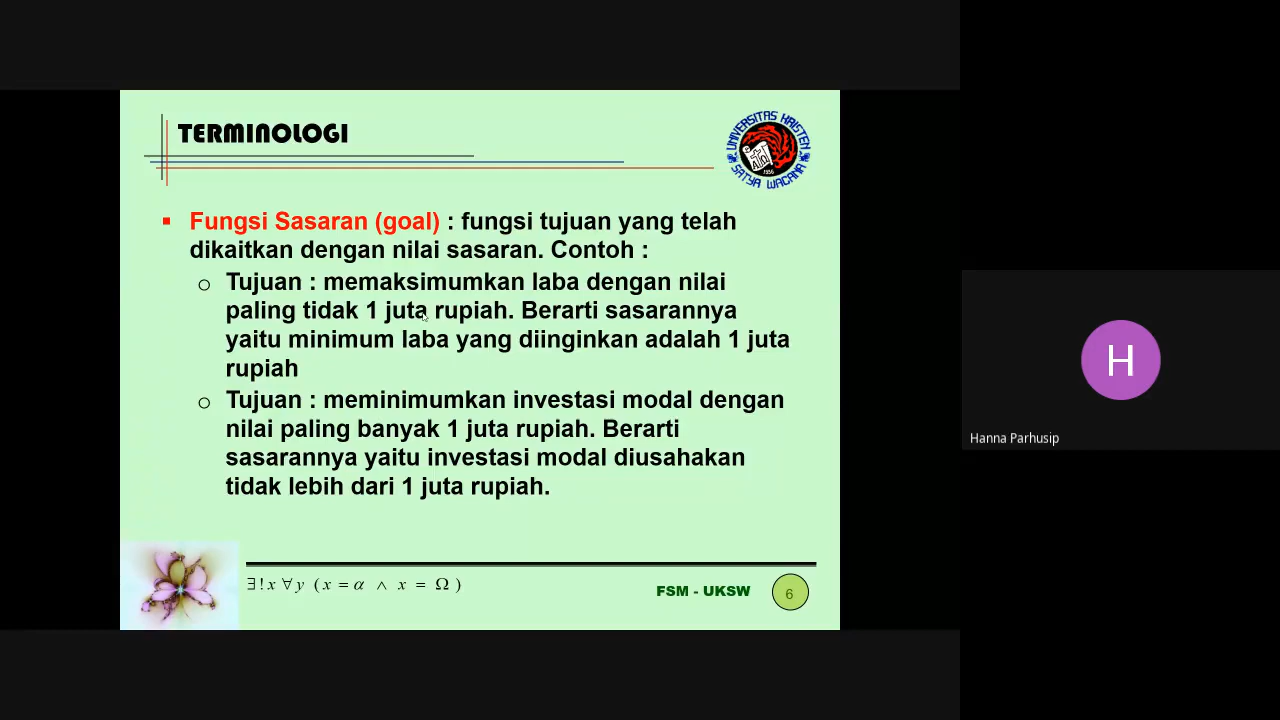 TERMINOLOGI
UNIVERSITAS KRISTEN
SATYA WACANA
1956
Fungsi Sasaran (goal) : fungsi tujuan yang telah
dikaitkan dengan nilai sasaran. Contoh :
Tujuan : memaksimumkan laba dengan nilai
paling tidak 1 juta rupiah. Berarti sasarannya
yaitu minimum laba yang diinginkan adalah 1 juta
rupiah
Tujuan : meminimumkan investasi modal dengan
nilai paling banyak 1 juta rupiah. Berarti
sasarannya yaitu investasi modal diusahakan
tidak lebih dari 1 juta rupiah.
∃!x ∀y (x = α ∧ x = Ω)
FSM - UKSW
6
H
Hanna Parhusip